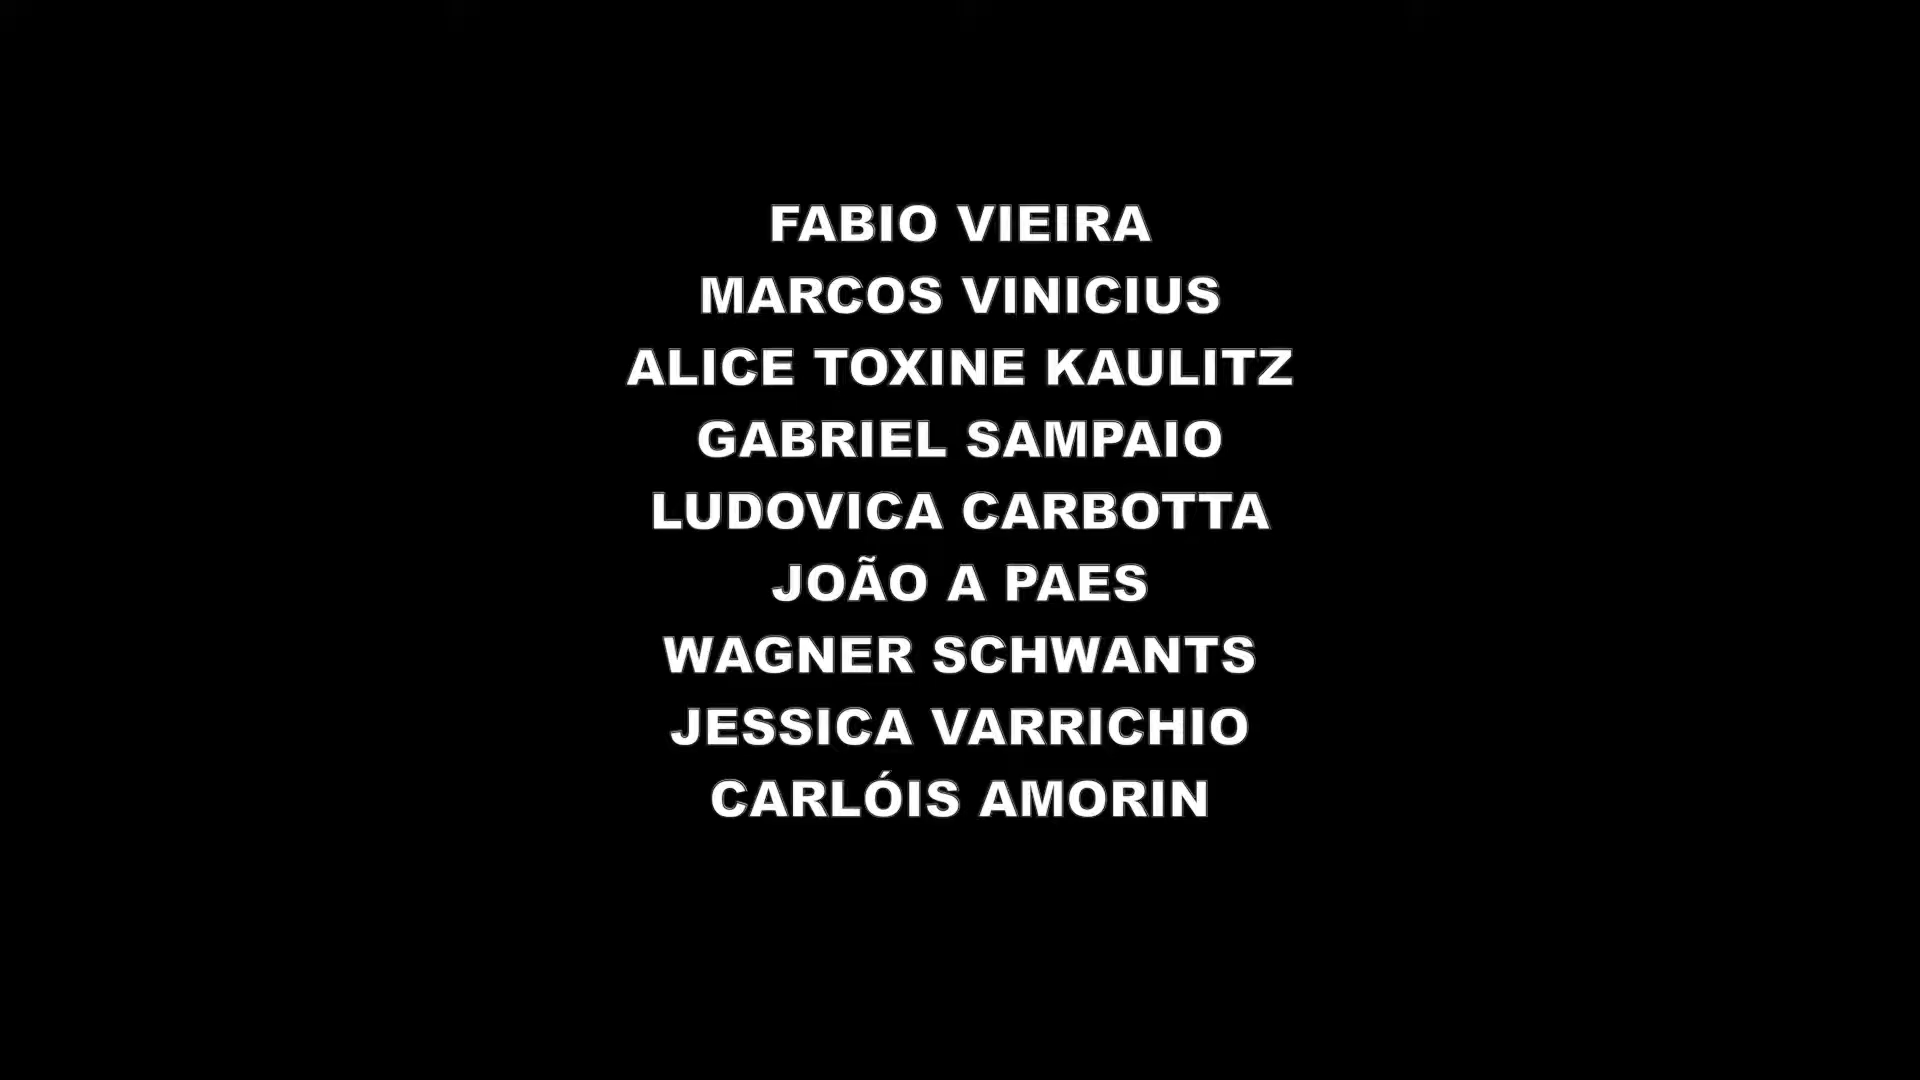 FABIO VIEIRA
MARCOS VINICIUS
ALICE TOXINE KAULITZ
GABRIEL SAMPAIO
LUDOVICA CARBOTTA
JOÃO A PAES
WAGNER SCHWANTS
JESSICA VARRICHIO
CARLÓIS AMORIN